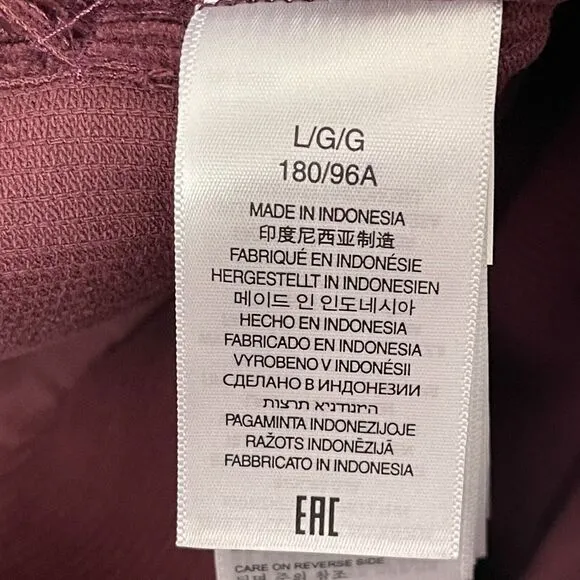 L/G/G
180/96A
MADE IN INDONESIA
印度尼西亚制造
FABRIQUÉ EN INDONÉSIE
HERGESTELLT IN INDONESIEN
메이드 인 인도네시아
HECHO EN INDONESIA
FABRICADO EN INDONESIA
VYROBENO V INDONÉSII
СДЕЛАНО В ИНДОНЕЗИИ
היזנודניא תרצות
PAGAMINTA INDONEZIJOJE
RAŽOTS INDONĒZIJĀ
FABBRICATO IN INDONESIA
EAC
CARE ON REVERSE SIDE